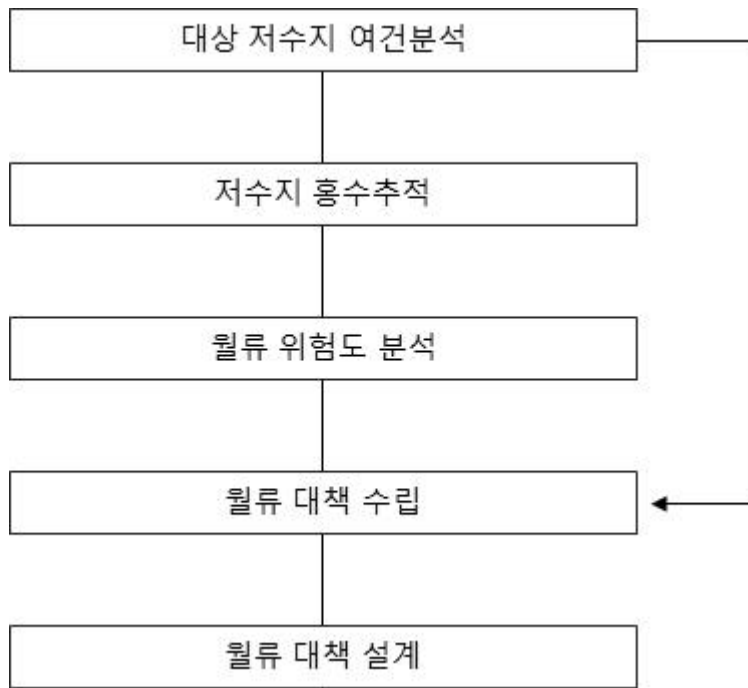 대상 저수지 여건분석
저수지 홍수추적
월류 위험도 분석
월류 대책 수립
월류 대책 설계